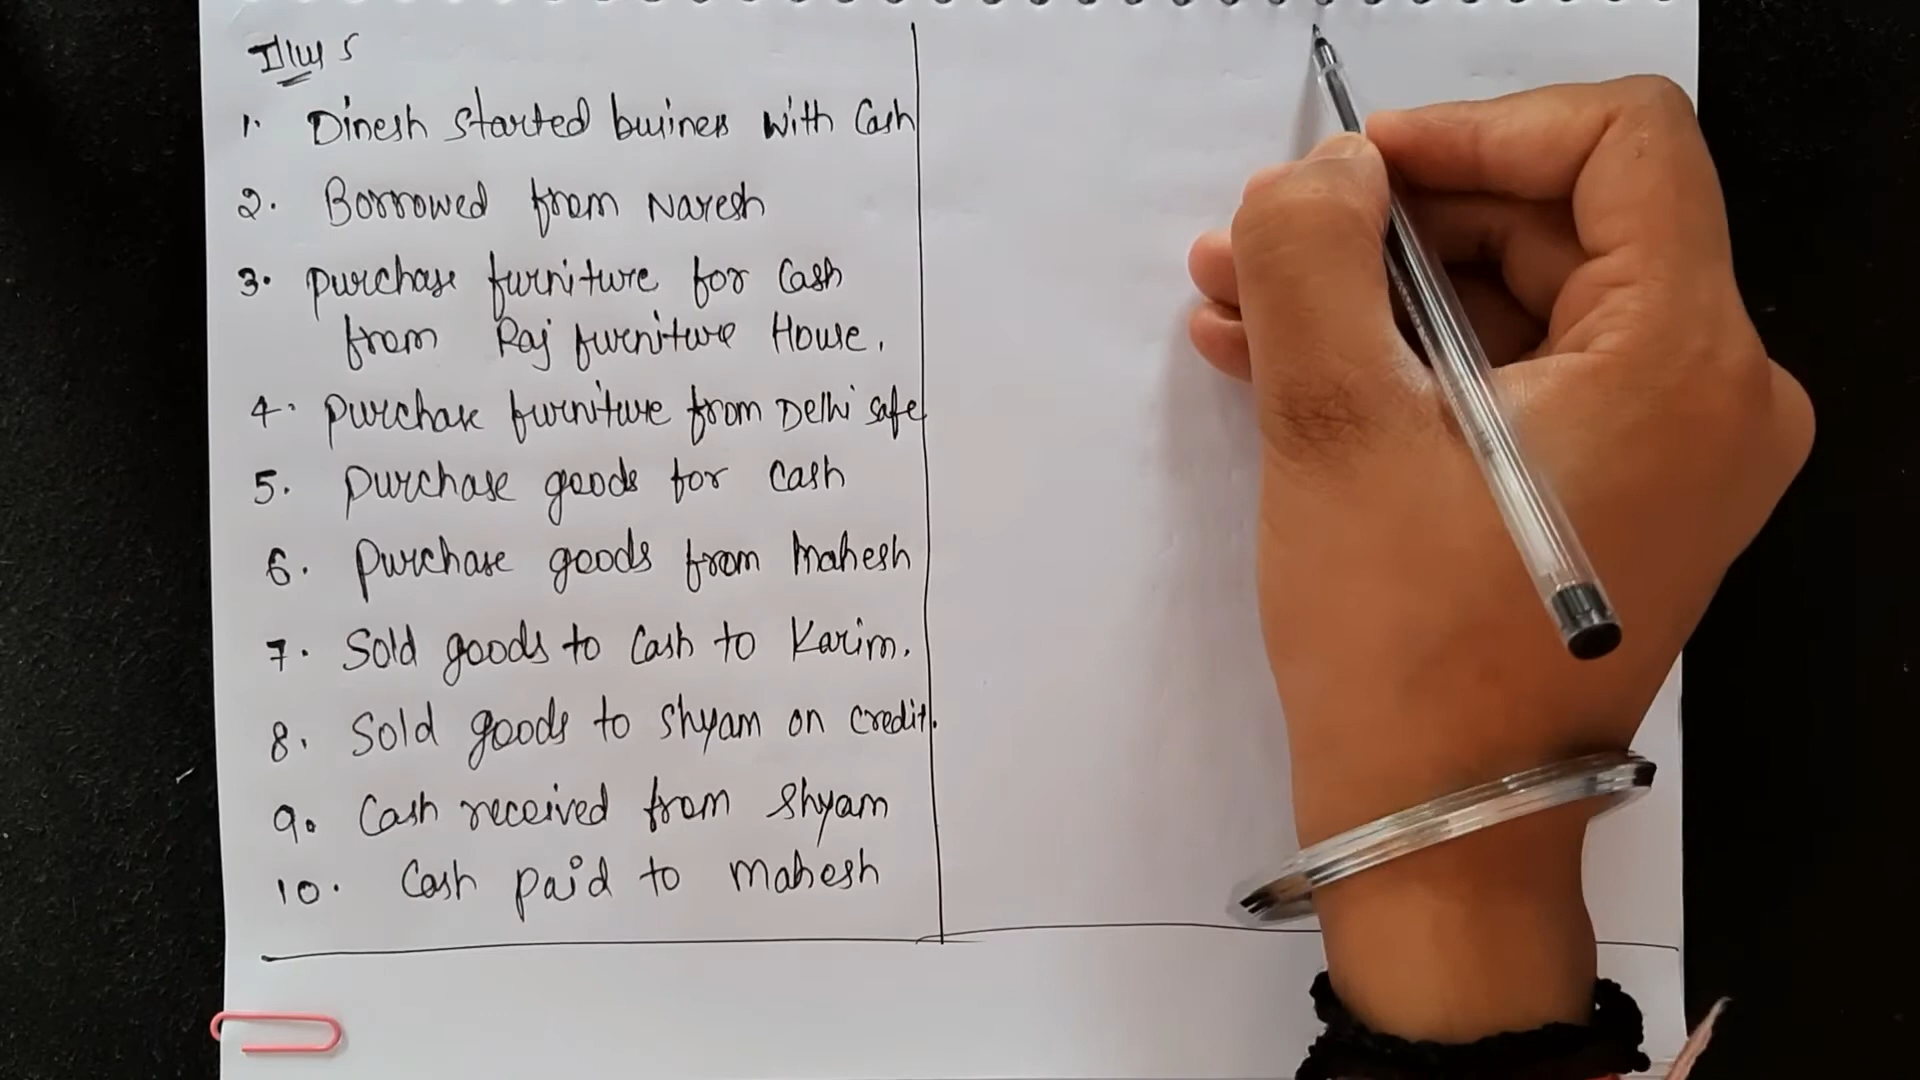 Illus 5
1. Dinesh started business with Cash
2. Borrowed from Naresh
3. purchase furniture for Cash
from Raj furniture House.
4. purchase furniture from Delhi safe
5. purchase goods for cash
6. purchase goods from Mahesh
7. Sold goods to Cash to Karim.
8. Sold goods to Shyam on credit.
9. Cash received from Shyam
10. Cash paid to Mahesh